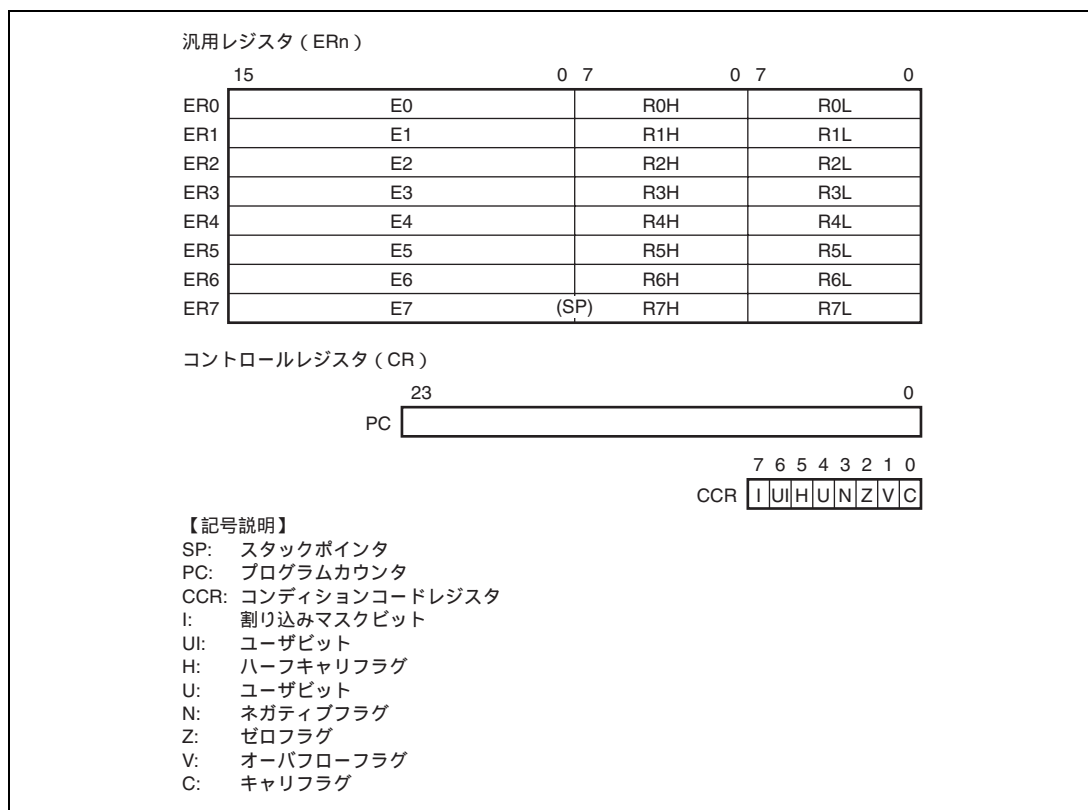 汎用レジスタ ( ERn )
15 0 7 0 7 0
ER0 E0 R0H R0L
ER1 E1 R1H R1L
ER2 E2 R2H R2L
ER3 E3 R3H R3L
ER4 E4 R4H R4L
ER5 E5 R5H R5L
ER6 E6 R6H R6L
ER7 E7 (SP) R7H R7L
コントロールレジスタ ( CR )
23 0
PC
7 6 5 4 3 2 1 0
CCR I UI H U N Z V C
【記号説明】
SP: スタックポインタ
PC: プログラムカウンタ
CCR: コンディションコードレジスタ
I: 割り込みマスクビット
UI: ユーザビット
H: ハーフキャリフラグ
U: ユーザビット
N: ネガティブフラグ
Z: ゼロフラグ
V: オーバフローフラグ
C: キャリフラグ